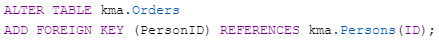 ALTER TABLE kma.Orders
ADD FOREIGN KEY (PersonID) REFERENCES kma.Persons(ID);